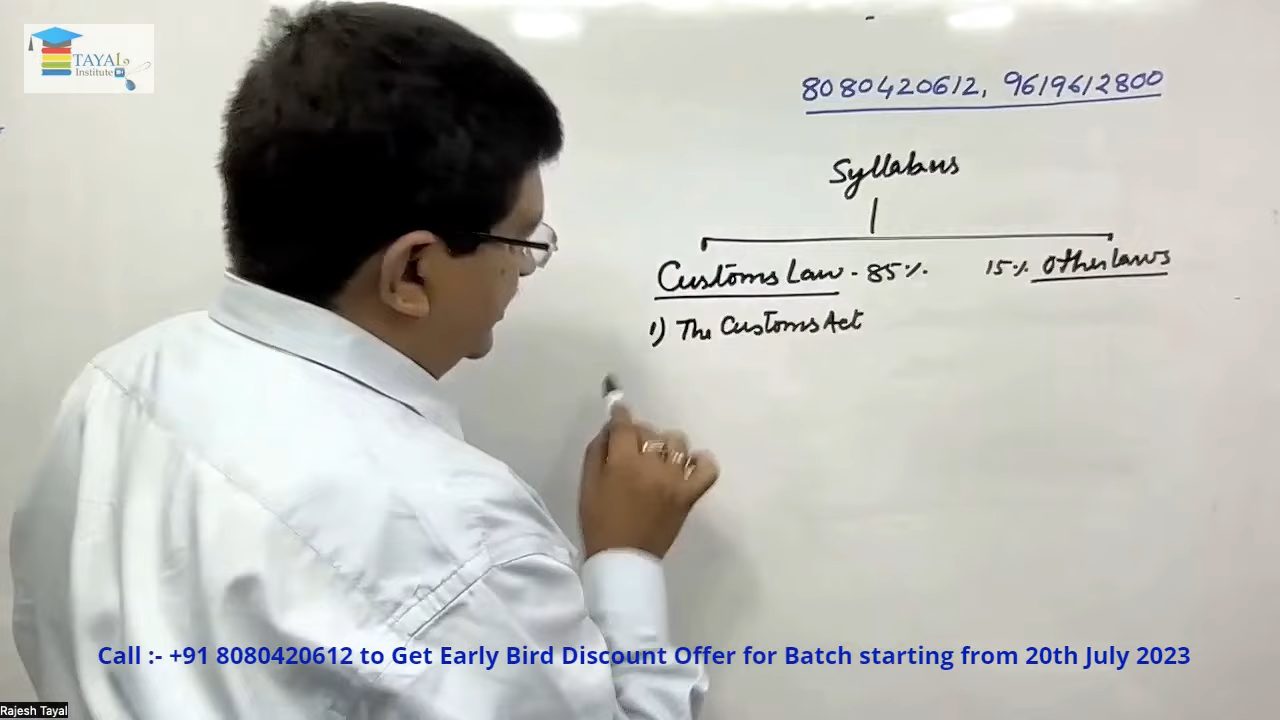 TAYAL
Institute
8080420612, 9619612800
Syllabus
Customs Law - 85%
15% Other laws
1) The Customs Act
Call :- +91 8080420612 to Get Early Bird Discount Offer for Batch starting from 20th July 2023
Rajesh Tayal